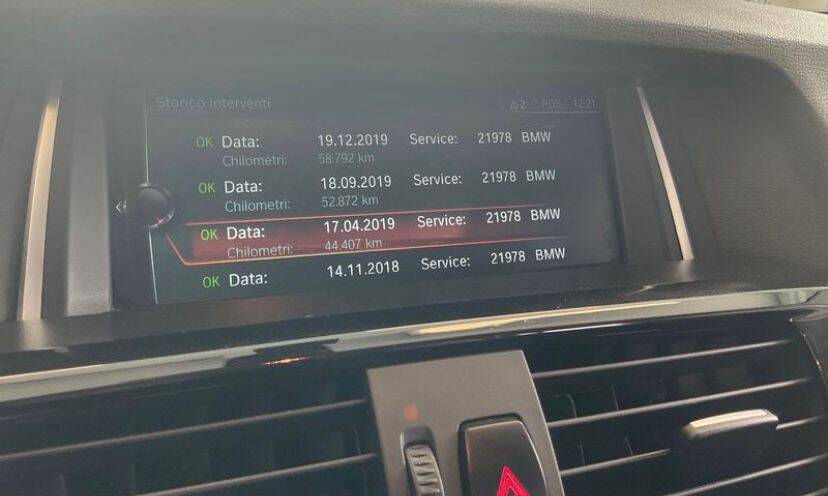 Storico interventi ⚠2 * RDS * 12:21
OK Data: 19.12.2019 Service: 21978 BMW
Chilometri: 58.792 km
OK Data: 18.09.2019 Service: 21978 BMW
Chilometri: 52.872 km
OK Data: 17.04.2019 Service: 21978 BMW
Chilometri: 44 407 km
OK Data: 14.11.2018 Service: 21978 BMW